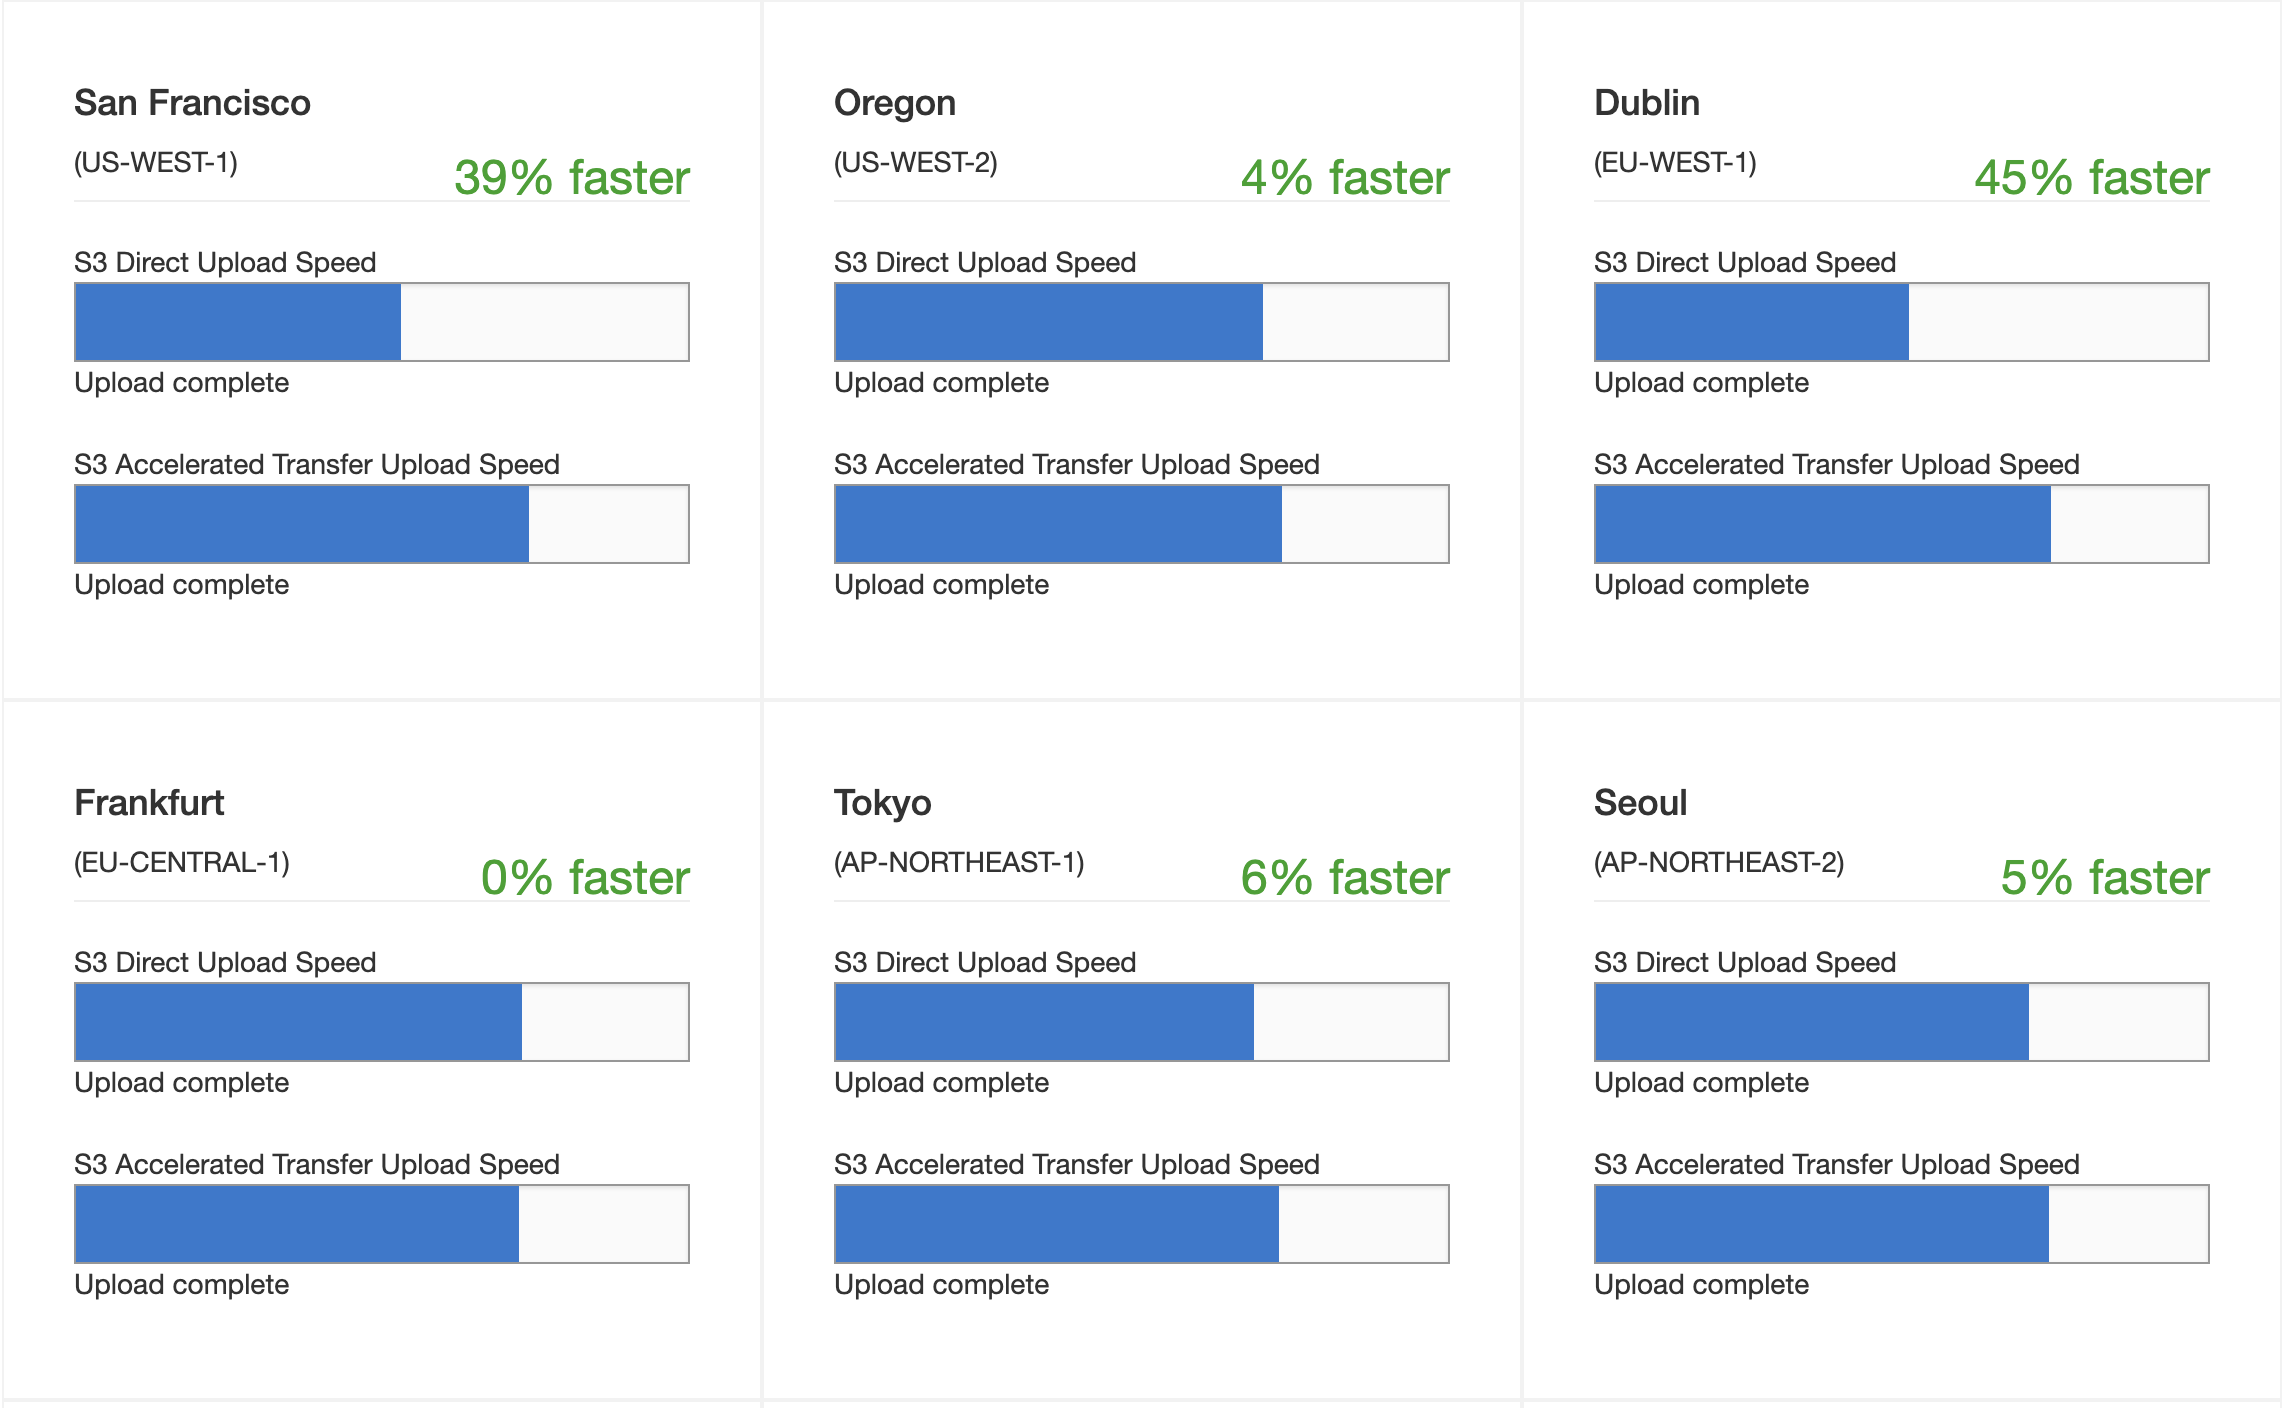 San Francisco
(US-WEST-1)
39% faster
S3 Direct Upload Speed
Upload complete
S3 Accelerated Transfer Upload Speed
Upload complete
Oregon
(US-WEST-2)
4% faster
S3 Direct Upload Speed
Upload complete
S3 Accelerated Transfer Upload Speed
Upload complete
Dublin
(EU-WEST-1)
45% faster
S3 Direct Upload Speed
Upload complete
S3 Accelerated Transfer Upload Speed
Upload complete
Frankfurt
(EU-CENTRAL-1)
0% faster
S3 Direct Upload Speed
Upload complete
S3 Accelerated Transfer Upload Speed
Upload complete
Tokyo
(AP-NORTHEAST-1)
6% faster
S3 Direct Upload Speed
Upload complete
S3 Accelerated Transfer Upload Speed
Upload complete
Seoul
(AP-NORTHEAST-2)
5% faster
S3 Direct Upload Speed
Upload complete
S3 Accelerated Transfer Upload Speed
Upload complete